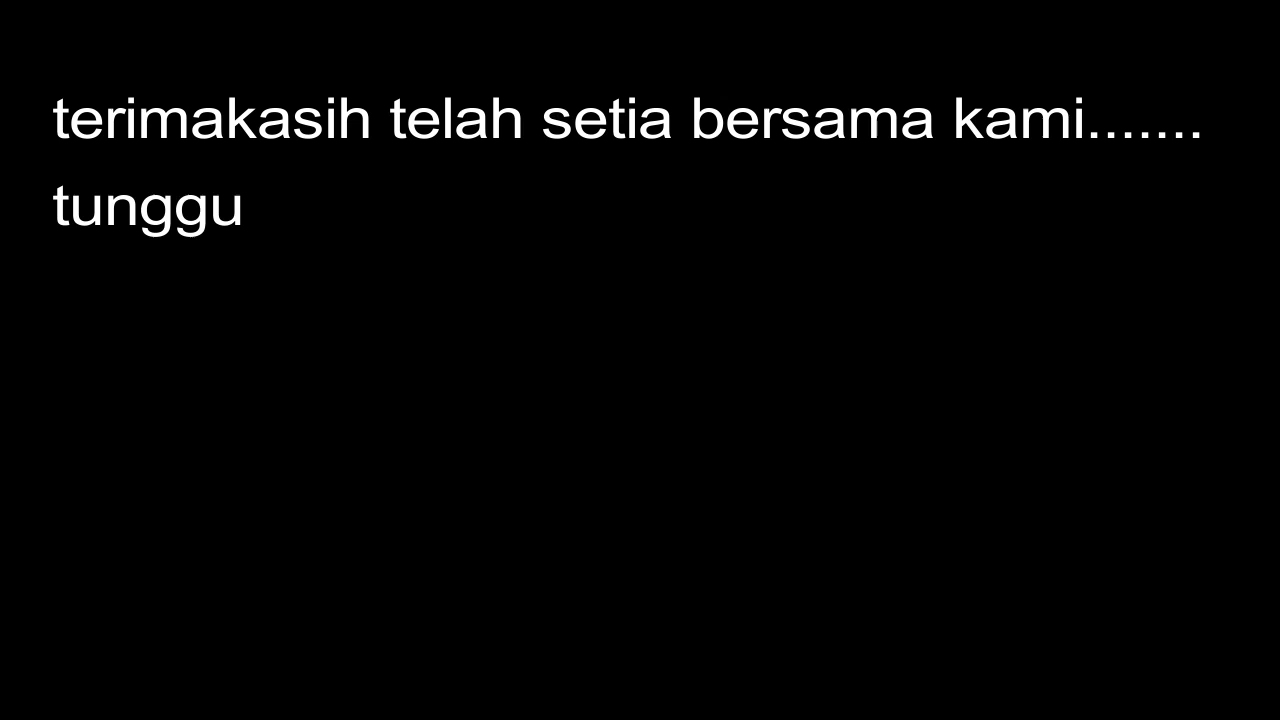 terimakasih telah setia bersama kami.......
tunggu